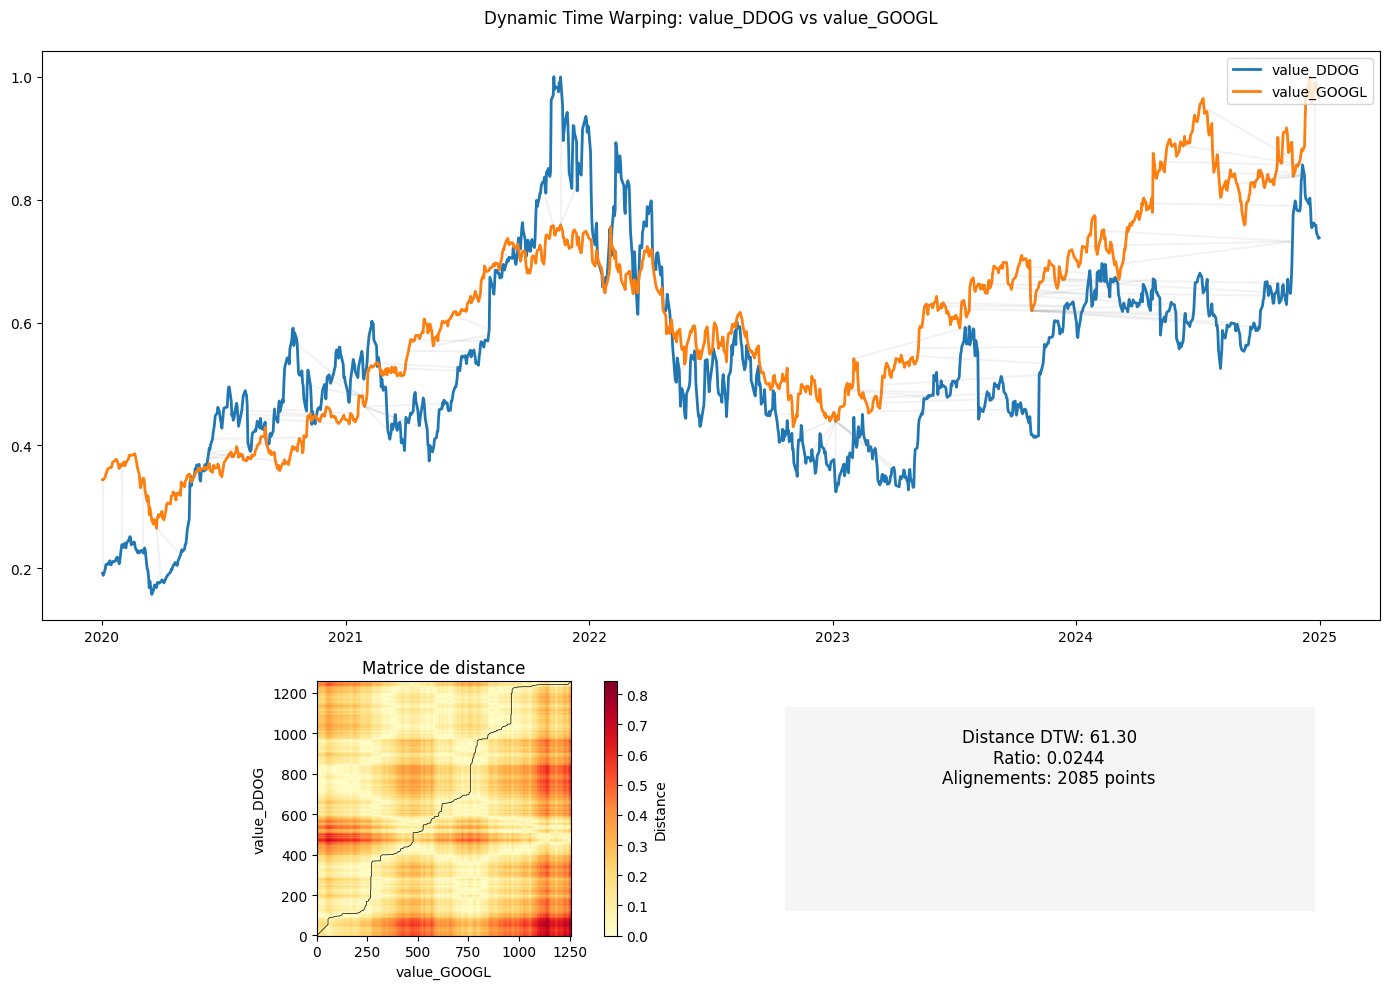 Dynamic Time Warping: value_DDOG vs value_GOOGL
1.0
0.8
0.6
0.4
0.2
value_DDOG
value_GOOGL
2020 2021 2022 2023 2024 2025
Matrice de distance
1200
1000
800
600
400
200
0
value_DDOG
0 250 500 750 1000 1250
value_GOOGL
0.8
0.7
0.6
0.5
0.4
0.3
0.2
0.1
0.0
Distance
Distance DTW: 61.30
Ratio: 0.0244
Alignements: 2085 points